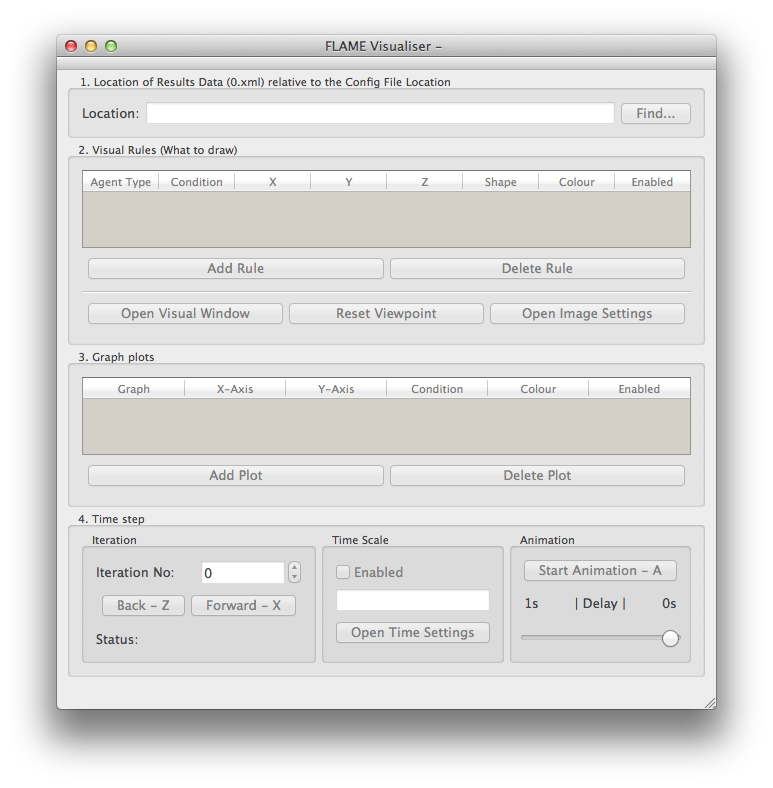 FLAME Visualiser –
1. Location of Results Data (0.xml) relative to the Config File Location
Location: Find...
2. Visual Rules (What to draw)
Agent Type Condition X Y Z Shape Colour Enabled
Add Rule Delete Rule
Open Visual Window Reset Viewpoint Open Image Settings
3. Graph plots
Graph X-Axis Y-Axis Condition Colour Enabled
Add Plot Delete Plot
4. Time step
Iteration Time Scale Animation
Iteration No: 0 Enabled Start Animation – A
Back – Z Forward – X 1s | Delay | 0s
Status: Open Time Settings